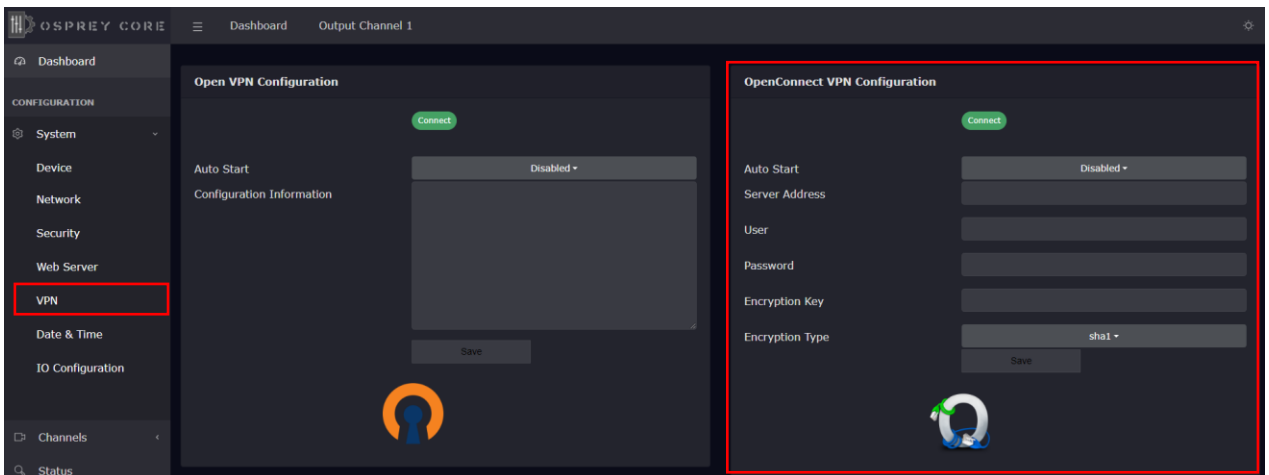 OSPREY CORE
Dashboard
Output Channel 1
Dashboard
CONFIGURATION
System
Device
Network
Security
Web Server
VPN
Date & Time
IO Configuration
Channels
Status
Open VPN Configuration
Connect
Auto Start
Disabled
Configuration Information
Save
OpenConnect VPN Configuration
Connect
Auto Start
Disabled
Server Address
User
Password
Encryption Key
Encryption Type
sha1
Save